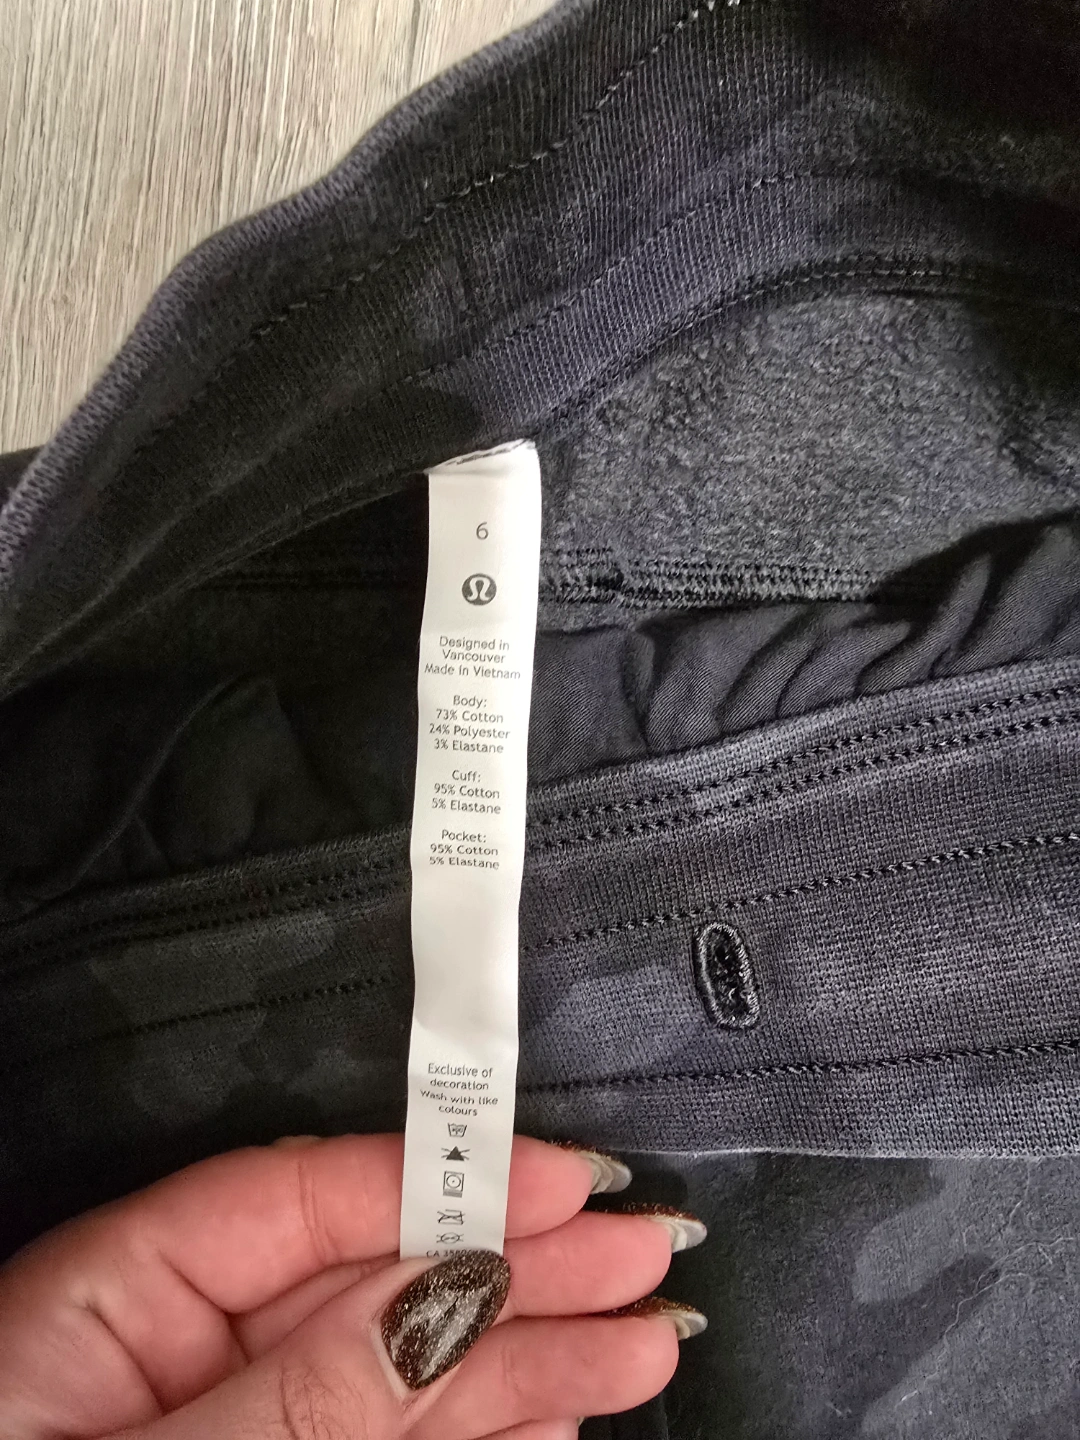 6
Designed in
Vancouver
Made in Vietnam
Body:
73% Cotton
24% Polyester
3% Elastane
Cuff:
95% Cotton
5% Elastane
Pocket:
95% Cotton
5% Elastane
Exclusive of
decoration
Wash with like
colours
CA